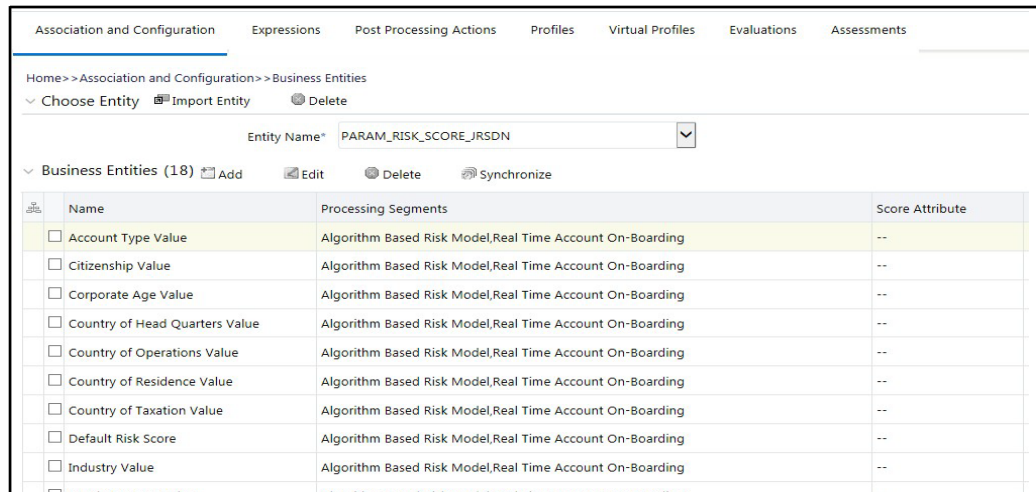 Association and Configuration Expressions Post Processing Actions Profiles Virtual Profiles Evaluations Assessments
Home>>Association and Configuration>>Business Entities
Choose Entity Import Entity Delete
Entity Name* PARAM_RISK_SCORE_JRSDN
Business Entities (18) Add Edit Delete Synchronize
Name Processing Segments Score Attribute
Account Type Value Algorithm Based Risk Model,Real Time Account On-Boarding --
Citizenship Value Algorithm Based Risk Model,Real Time Account On-Boarding --
Corporate Age Value Algorithm Based Risk Model,Real Time Account On-Boarding --
Country of Head Quarters Value Algorithm Based Risk Model,Real Time Account On-Boarding --
Country of Operations Value Algorithm Based Risk Model,Real Time Account On-Boarding --
Country of Residence Value Algorithm Based Risk Model,Real Time Account On-Boarding --
Country of Taxation Value Algorithm Based Risk Model,Real Time Account On-Boarding --
Default Risk Score Algorithm Based Risk Model,Real Time Account On-Boarding --
Industry Value Algorithm Based Risk Model,Real Time Account On-Boarding --